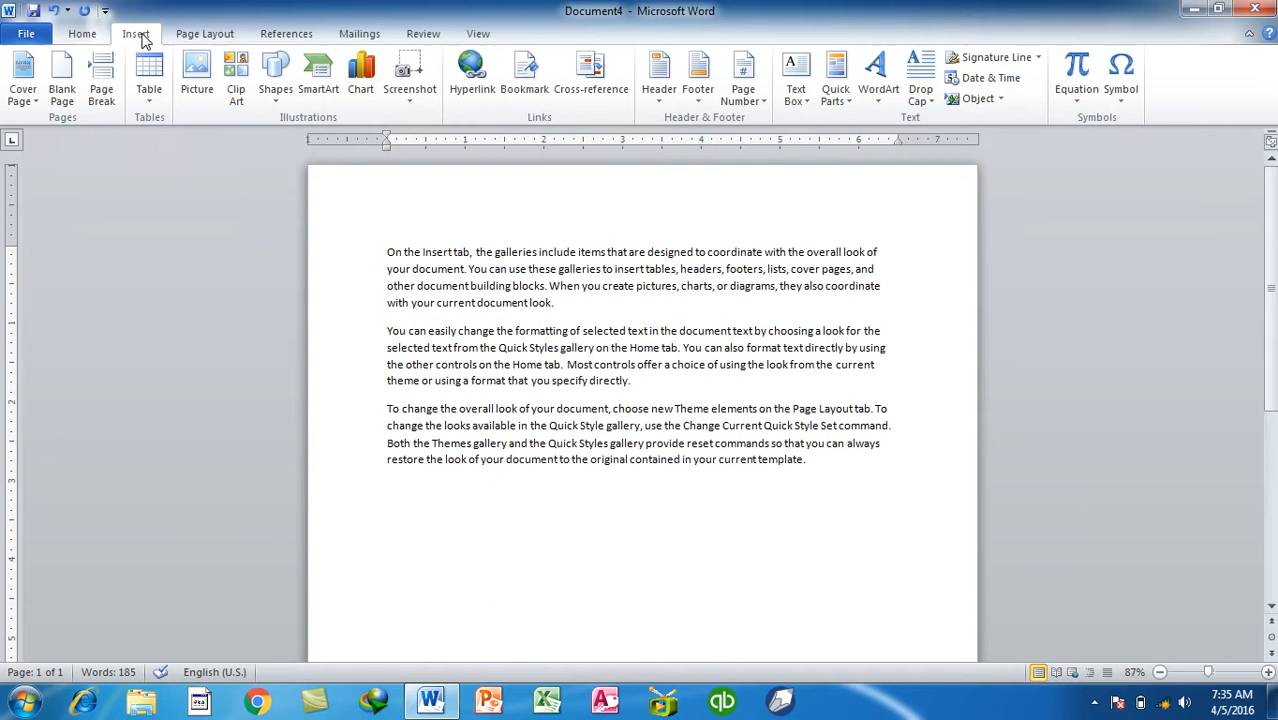 Document4 - Microsoft Word
File Home Insert Page Layout References Mailings Review View
Cover Page
Blank Page
Page Break
Pages
Table
Tables
Picture
Clip Art
Shapes
SmartArt
Chart
Screenshot
Illustrations
Hyperlink
Bookmark
Cross-reference
Links
Header
Footer
Page Number
Header & Footer
Text Box
Quick Parts
WordArt
Drop Cap
Signature Line
Date & Time
Object
Text
Equation
Symbol
Symbols
1 2 3 4 5 6 7
On the Insert tab, the galleries include items that are designed to coordinate with the overall look of
your document. You can use these galleries to insert tables, headers, footers, lists, cover pages, and
other document building blocks. When you create pictures, charts, or diagrams, they also coordinate
with your current document look.
You can easily change the formatting of selected text in the document text by choosing a look for the
selected text from the Quick Styles gallery on the Home tab. You can also format text directly by using
the other controls on the Home tab. Most controls offer a choice of using the look from the current
theme or using a format that you specify directly.
To change the overall look of your document, choose new Theme elements on the Page Layout tab. To
change the looks available in the Quick Style gallery, use the Change Current Quick Style Set command.
Both the Themes gallery and the Quick Styles gallery provide reset commands so that you can always
restore the look of your document to the original contained in your current template.
1
2
3
4
5
Page: 1 of 1 Words: 185 English (U.S.) 87%
7:35 AM
4/5/2016